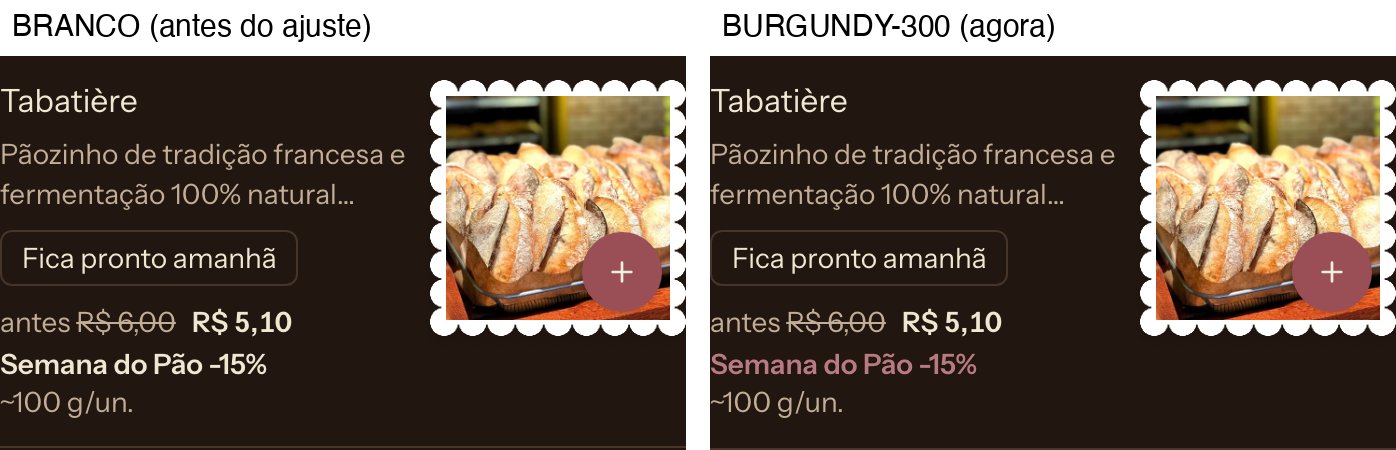 BRANCO (antes do ajuste)
Tabatière
Pãozinho de tradição francesa e
fermentação 100% natural...
Fica pronto amanhã
antes R$ 6,00 R$ 5,10
Semana do Pão -15%
~100 g/un.
BURGUNDY-300 (agora)
Tabatière
Pãozinho de tradição francesa e
fermentação 100% natural...
Fica pronto amanhã
antes R$ 6,00 R$ 5,10
Semana do Pão -15%
~100 g/un.